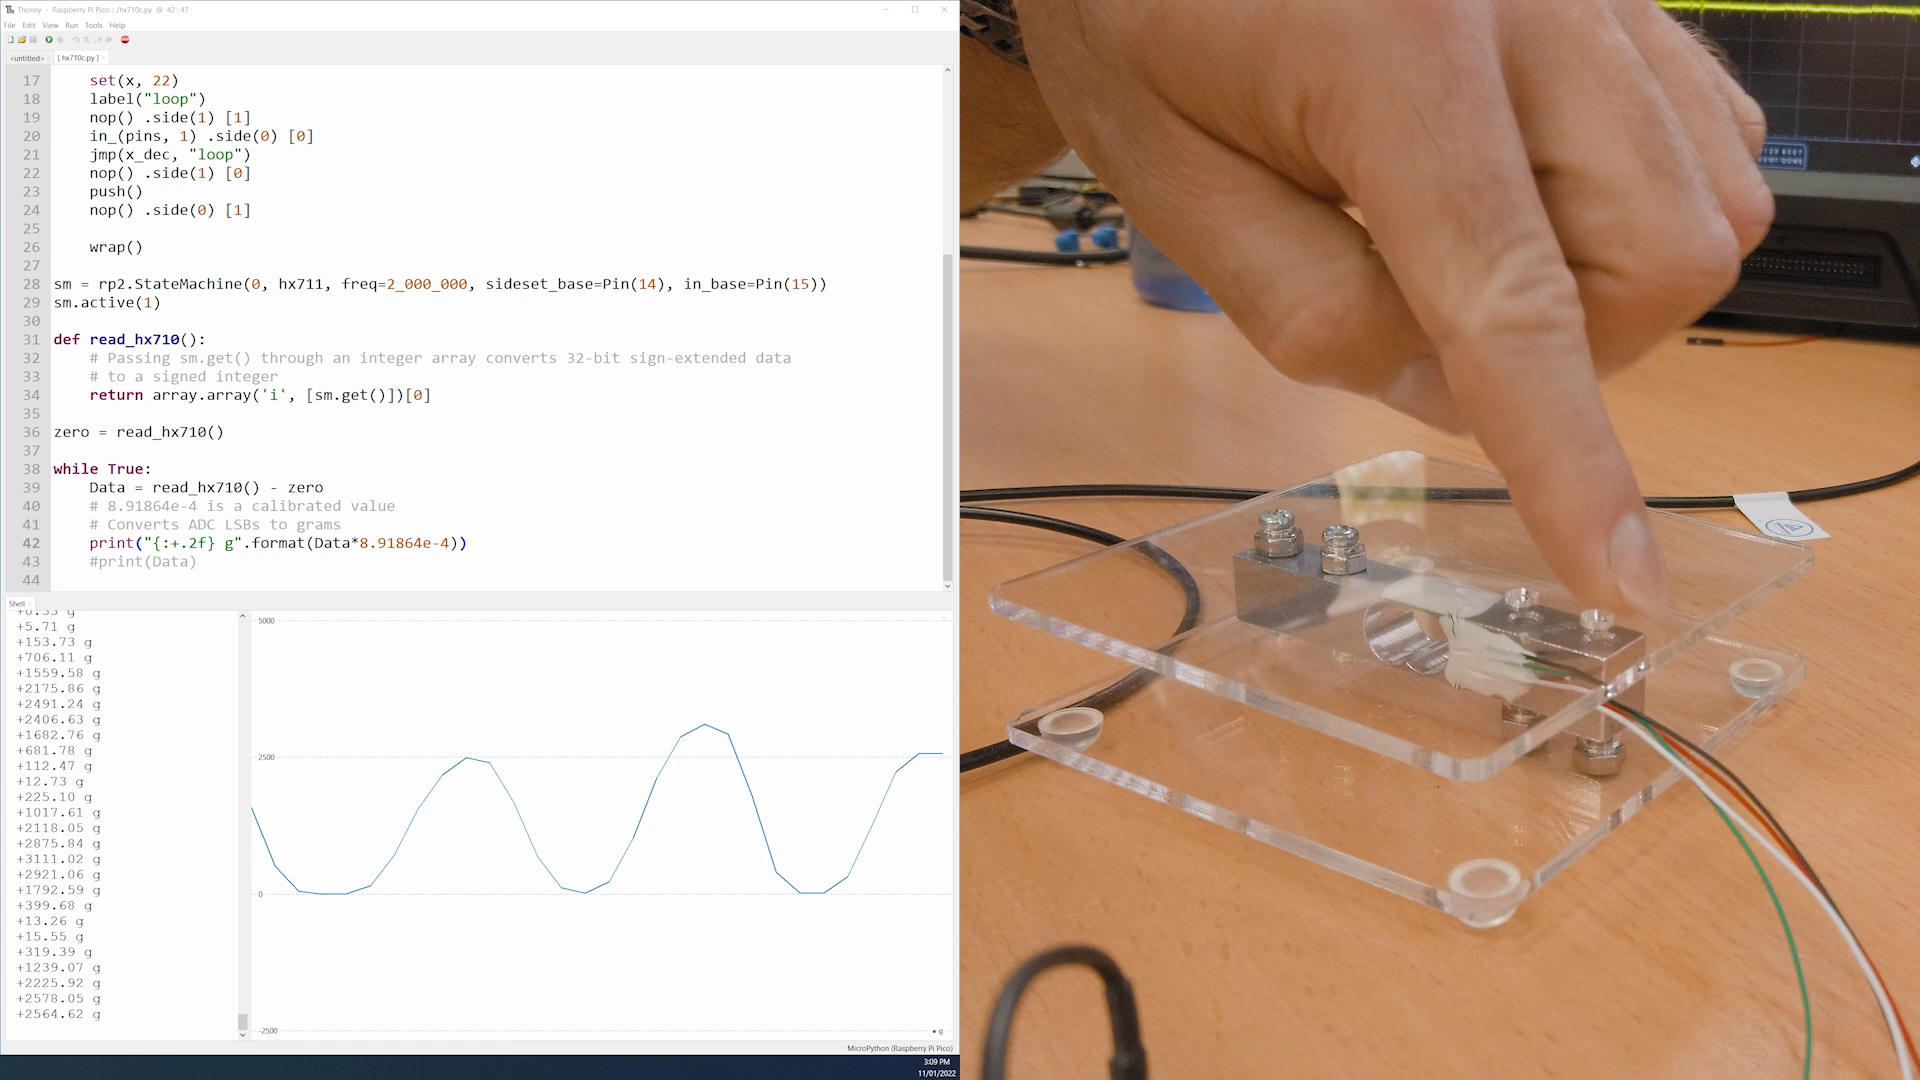 Thonny - Raspberry Pi Pico :: /hx710c.py @ 42 : 47
File Edit View Run Tools Help
<untitled>
[ hx710c.py ]
17 set(x, 22)
18 label("loop")
19 nop() .side(1) [1]
20 in_(pins, 1) .side(0) [0]
21 jmp(x_dec, "loop")
22 nop() .side(1) [0]
23 push()
24 nop() .side(0) [1]
25
26 wrap()
27
28 sm = rp2.StateMachine(0, hx711, freq=2_000_000, sideset_base=Pin(14), in_base=Pin(15))
29 sm.active(1)
30
31 def read_hx710():
32 # Passing sm.get() through an integer array converts 32-bit sign-extended data
33 # to a signed integer
34 return array.array('i', [sm.get()])[0]
35
36 zero = read_hx710()
37
38 while True:
39 Data = read_hx710() - zero
40 # 8.91864e-4 is a calibrated value
41 # Converts ADC LSBs to grams
42 print("{:+.2f} g".format(Data*8.91864e-4))
43 #print(Data)
44
Shell
+5.71 g
+153.73 g
+706.11 g
+1559.58 g
+2175.86 g
+2491.24 g
+2406.63 g
+1682.76 g
+681.78 g
+112.47 g
+12.73 g
+225.10 g
+1017.61 g
+2118.05 g
+2875.84 g
+3111.02 g
+2921.06 g
+1792.59 g
+399.68 g
+13.26 g
+15.55 g
+319.39 g
+1239.07 g
+2225.92 g
+2578.05 g
+2564.62 g
5000
2500
0
-2500
g
MicroPython (Raspberry Pi Pico)
3:09 PM
11/01/2022